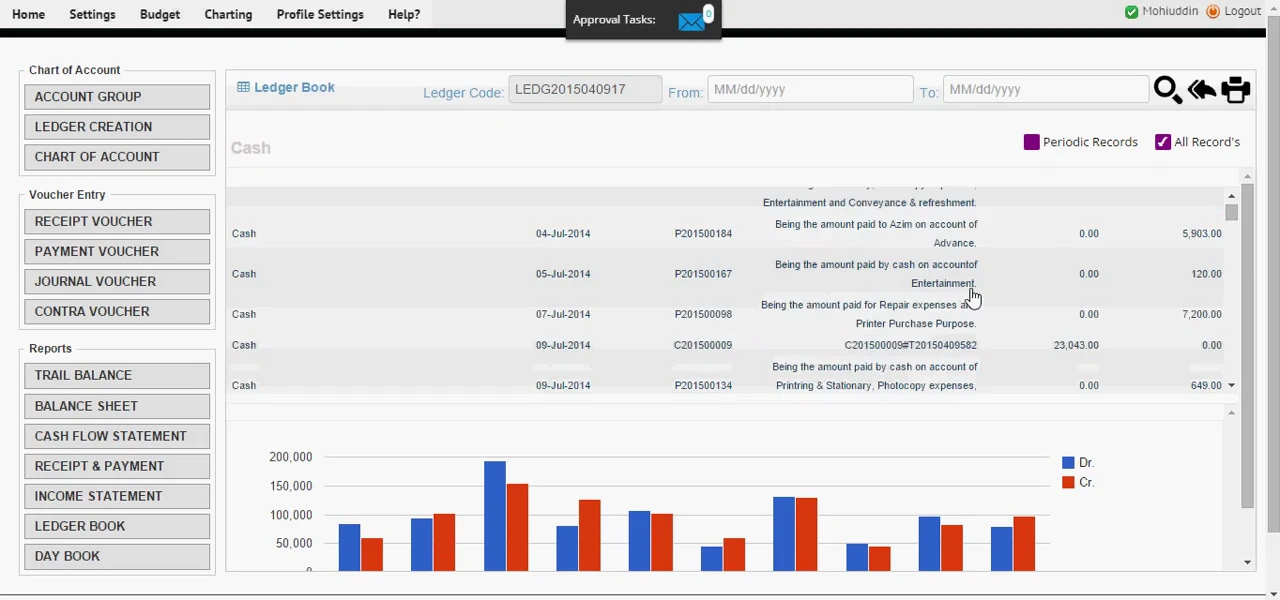 Home Settings Budget Charting Profile Settings Help? Approval Tasks: 0 Mohiuddin Logout
Chart of Account
ACCOUNT GROUP
LEDGER CREATION
CHART OF ACCOUNT
Voucher Entry
RECEIPT VOUCHER
PAYMENT VOUCHER
JOURNAL VOUCHER
CONTRA VOUCHER
Reports
TRAIL BALANCE
BALANCE SHEET
CASH FLOW STATEMENT
RECEIPT & PAYMENT
INCOME STATEMENT
LEDGER BOOK
DAY BOOK
Ledger Book Ledger Code: LEDG2015040917 From: MM/dd/yyyy To: MM/dd/yyyy
Cash Periodic Records All Record's
Entertainment and Conveyance & refreshment.
Being the amount paid to Azim on account of
Cash 04-Jul-2014 P201500184 0.00 5,903.00
Advance.
Being the amount paid by cash on accountof
Cash 05-Jul-2014 P201500167 0.00 120.00
Entertainment.
Being the amount paid for Repair expenses
Cash 07-Jul-2014 P201500098 0.00 7,200.00
Printer Purchase Purpose.
Cash 09-Jul-2014 C201500009 C201500009#T20150409582 23,043.00 0.00
Being the amount paid by cash on account of
Cash 09-Jul-2014 P201500134 Printring & Stationary, Photocopy expenses, 0.00 649.00
200,000
150,000
100,000
50,000
Dr.
Cr.